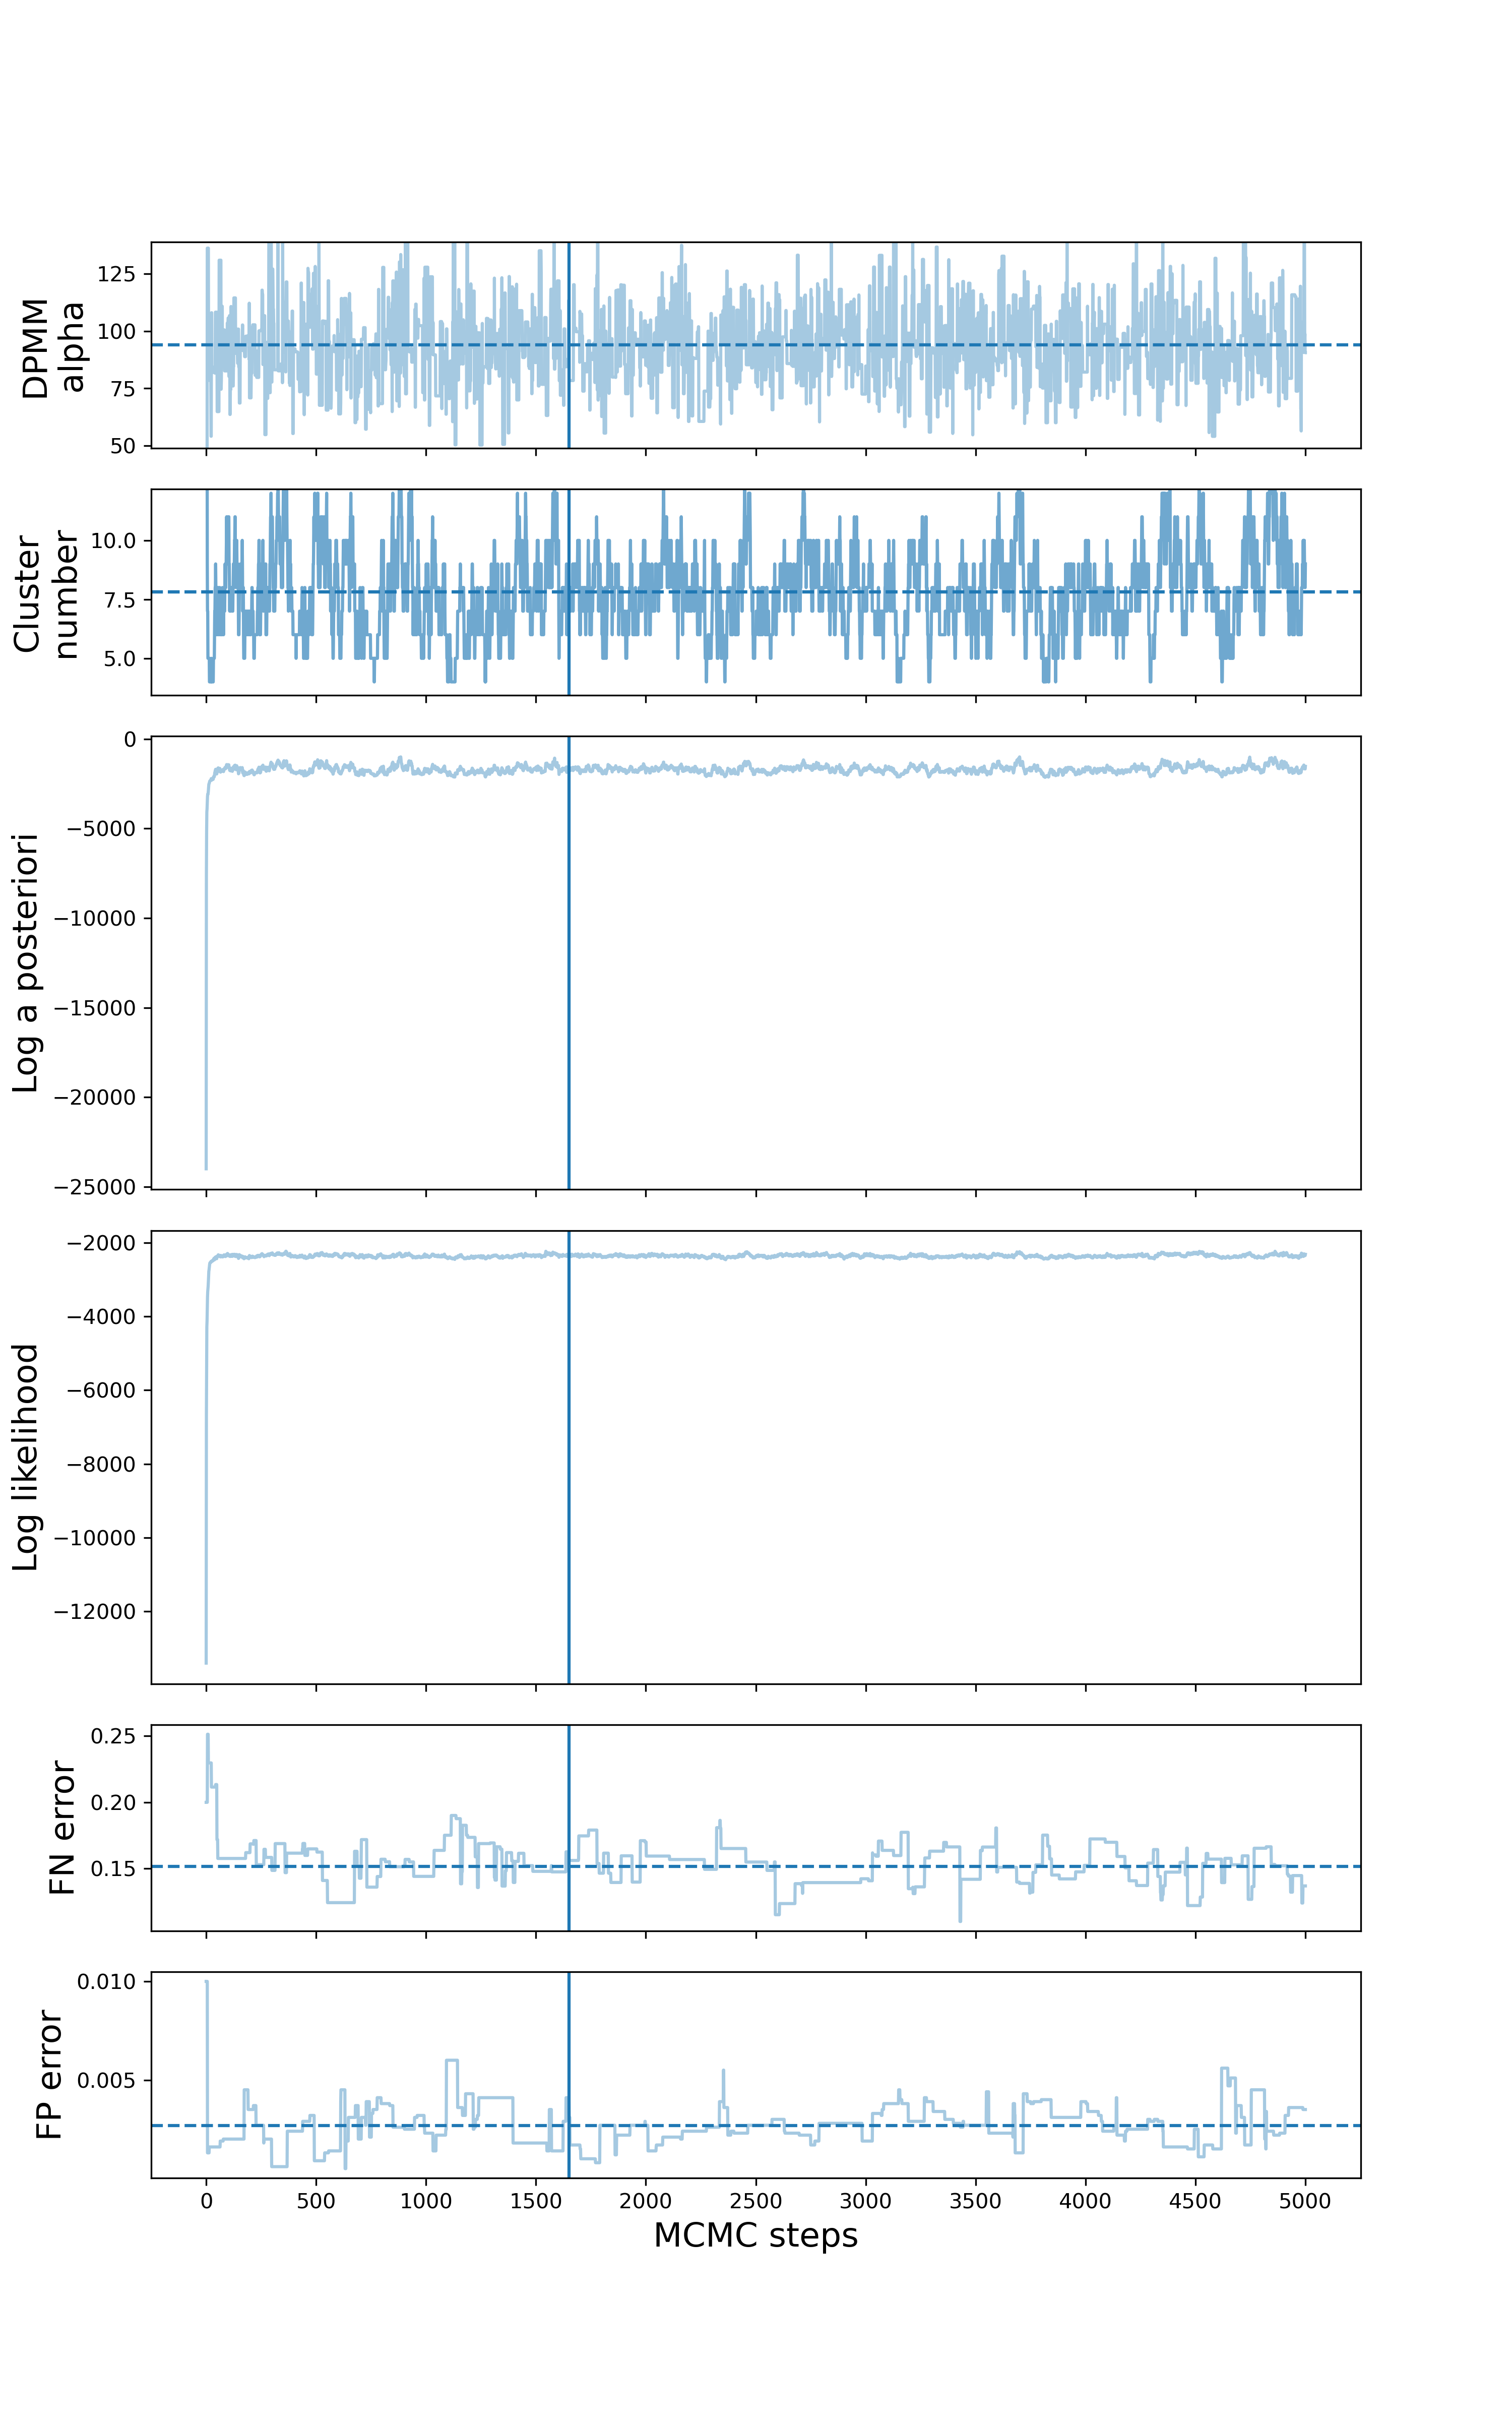 DPMM
alpha
125
100
75
50
Cluster
number
10.0
7.5
5.0
Log a posteriori
0
−5000
−10000
−15000
−20000
−25000
Log likelihood
−2000
−4000
−6000
−8000
−10000
−12000
FN error
0.25
0.20
0.15
FP error
0.010
0.005
0 500 1000 1500 2000 2500 3000 3500 4000 4500 5000
MCMC steps